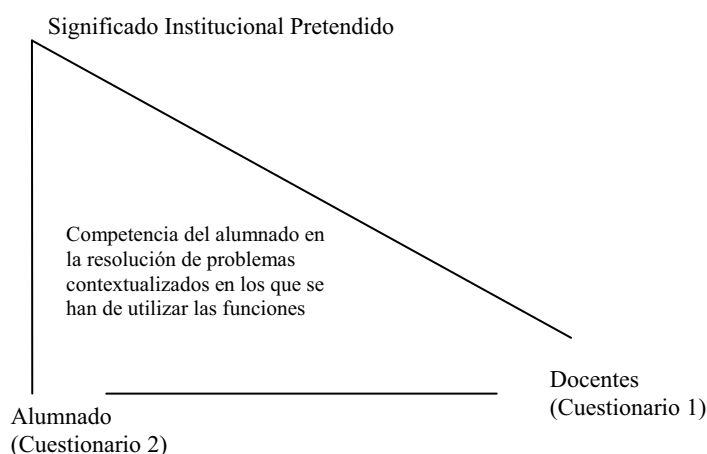 Significado Institucional Pretendido
Competencia del alumnado en
la resolución de problemas
contextualizados en los que se
han de utilizar las funciones
Docentes
(Cuestionario 1)
Alumnado
(Cuestionario 2)